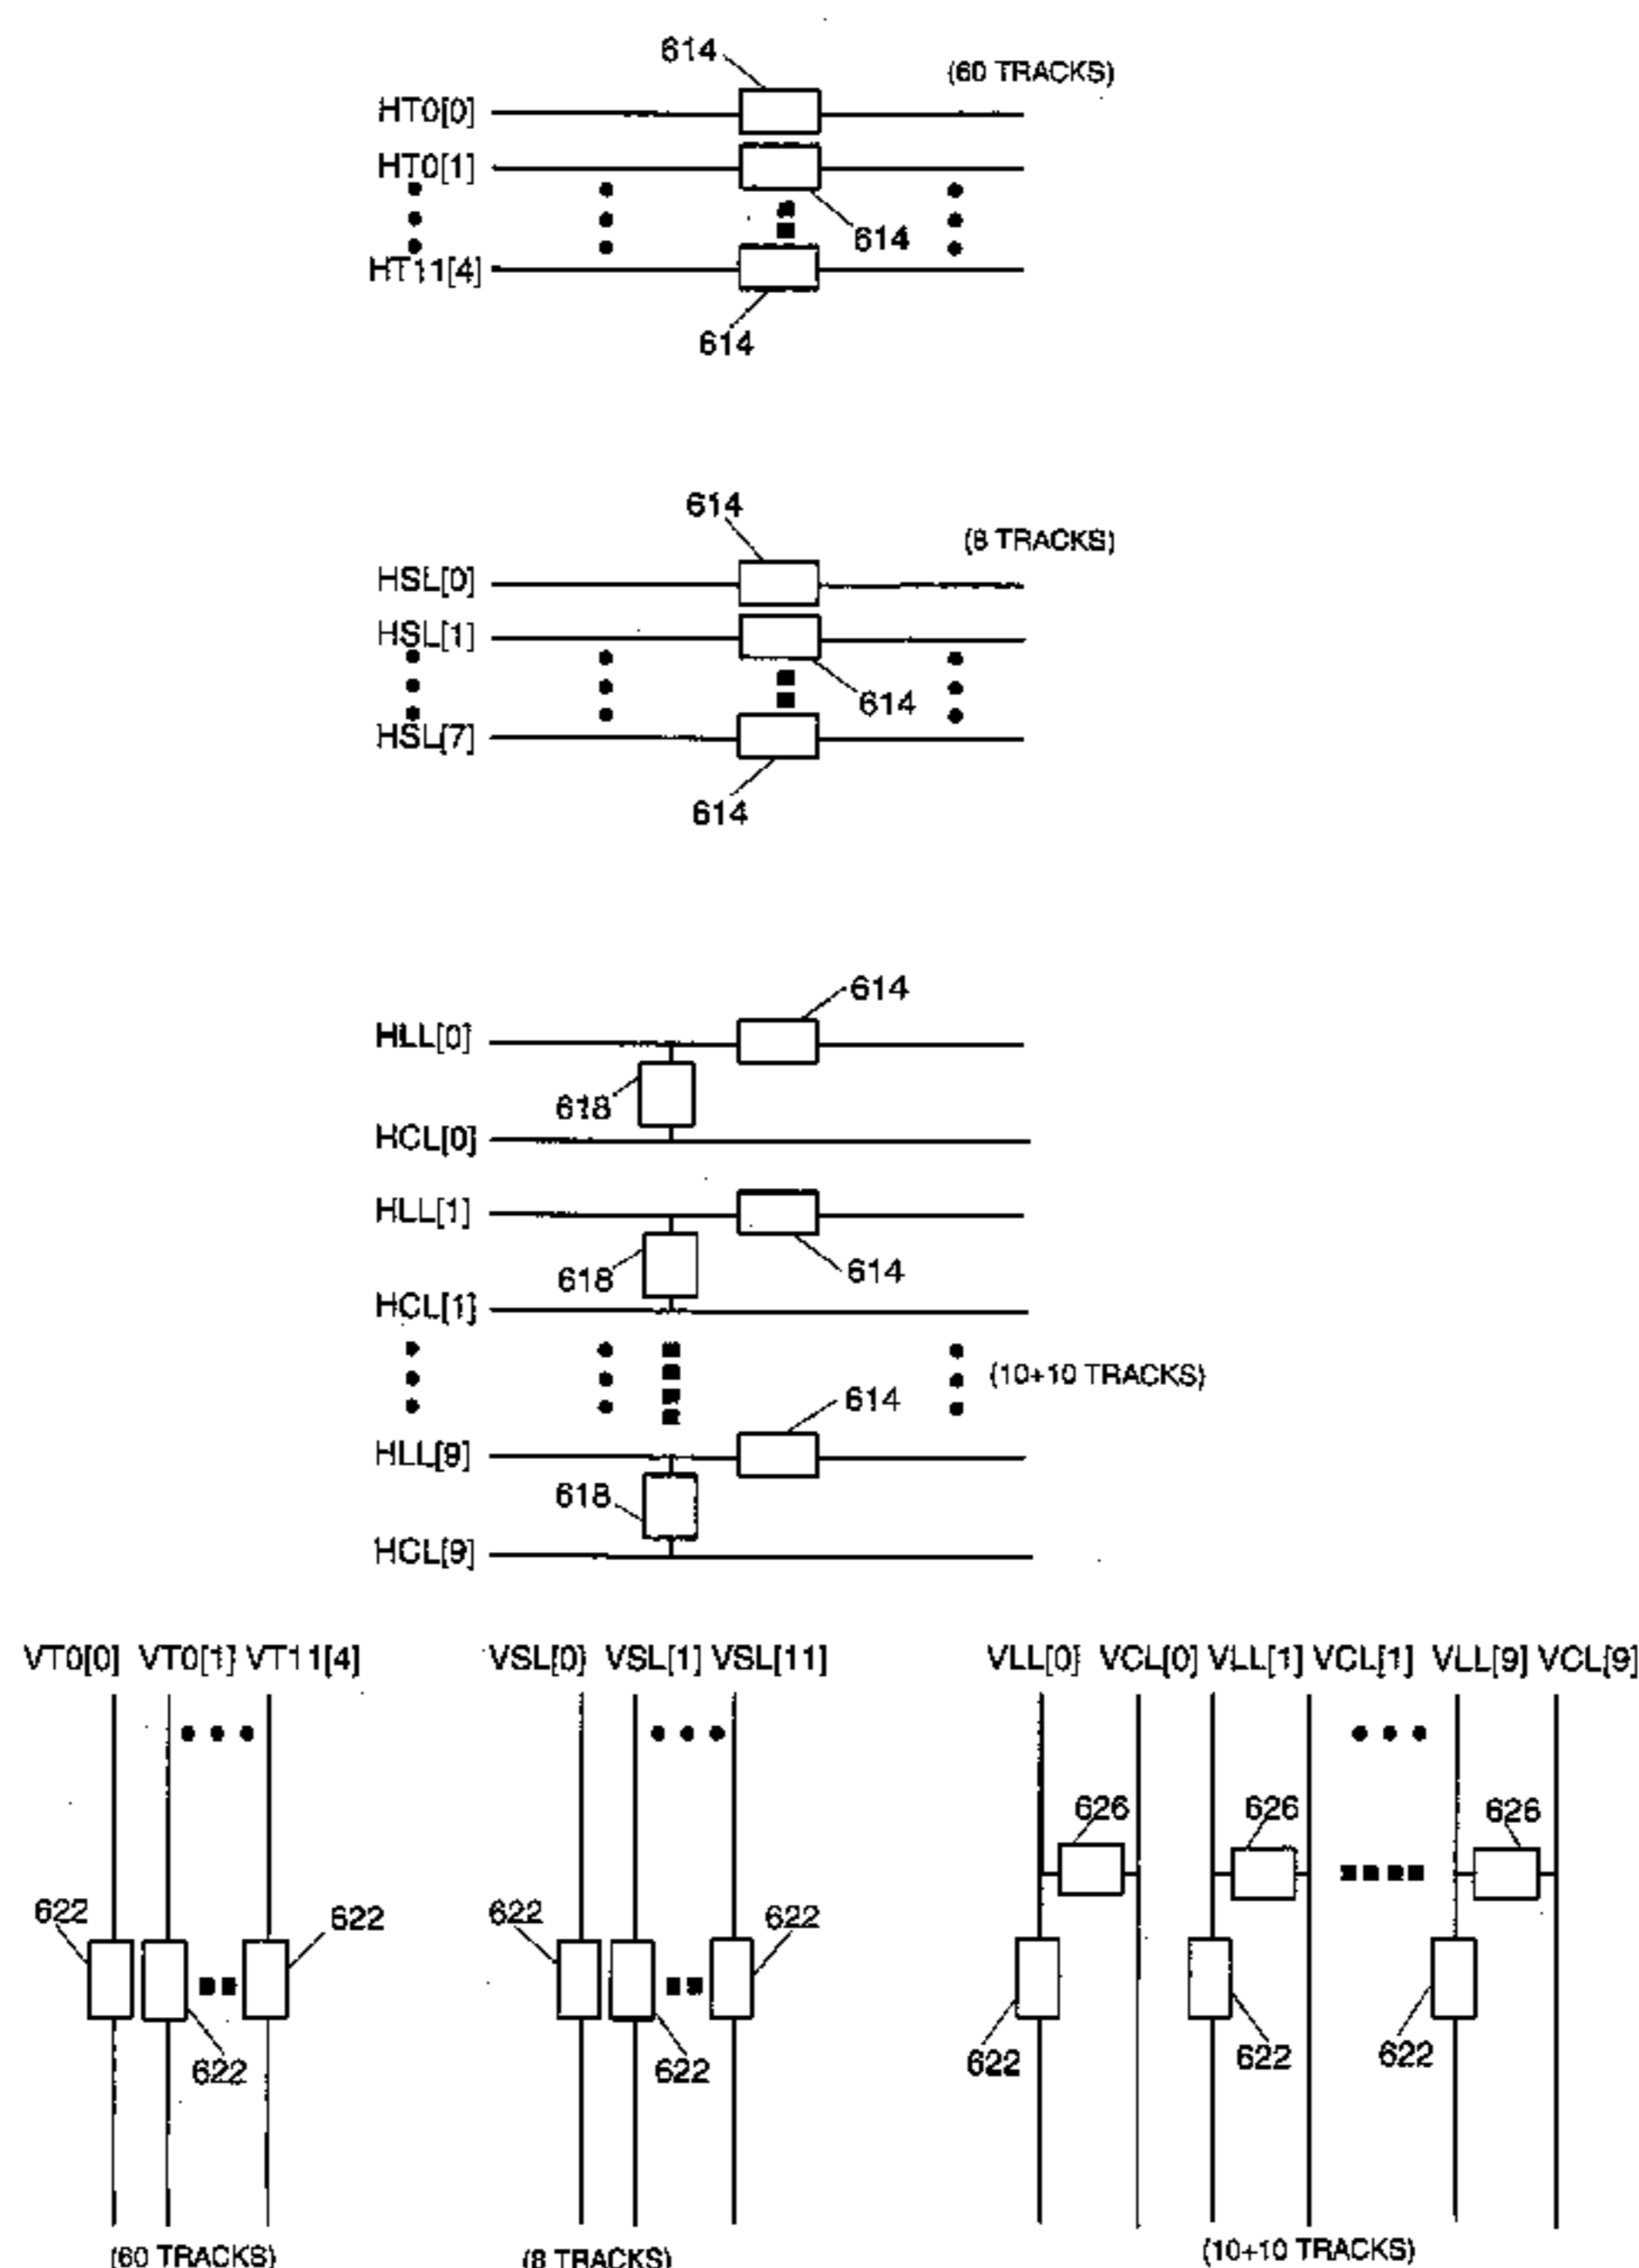 614
(60 TRACKS)
HT0[0]
HT0[1]
614
HT11[4]
614
614
(8 TRACKS)
HSL[0]
HSL[1]
614
HSL[7]
614
614
HLL[0]
618
HCL[0]
HLL[1]
618
614
HCL[1]
(10+10 TRACKS)
614
HLL[9]
618
HCL[9]
VT0[0] VT0[1] VT11[4] VSL[0] VSL[1] VSL[11] VLL[0] VCL[0] VLL[1] VCL[1] VLL[9] VCL[9]
626 626 626
622 622 622 622
622 622 622 622 622
(60 TRACKS) (8 TRACKS) (10+10 TRACKS)